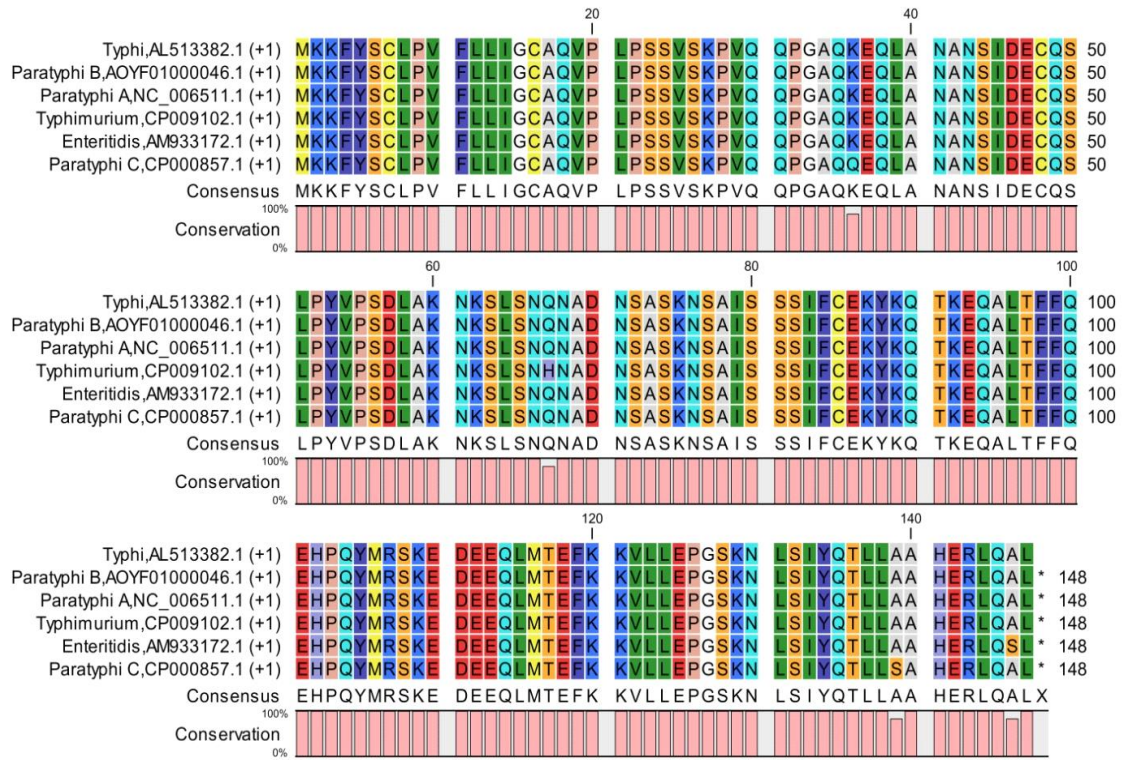 20 40
Typhi,AL513382.1 (+1) MKKFYSCLPV FLLIGCAQVP LPSSVSKPVQ QPGAQKEQLA NANSIDECQS 50
Paratyphi B,AOYF01000046.1 (+1) MKKFYSCLPV FLLIGCAQVP LPSSVSKPVQ QPGAQKEQLA NANSIDECQS 50
Paratyphi A,NC_006511.1 (+1) MKKFYSCLPV FLLIGCAQVP LPSSVSKPVQ QPGAQKEQLA NANSIDECQS 50
Typhimurium,CP009102.1 (+1) MKKFYSCLPV FLLIGCAQVP LPSSVSKPVQ QPGAQKEQLA NANSIDECQS 50
Enteritidis,AM933172.1 (+1) MKKFYSCLPV FLLIGCAQVP LPSSVSKPVQ QPGAQKEQLA NANSIDECQS 50
Paratyphi C,CP000857.1 (+1) MKKFYSCLPV FLLIGCAQVP LPSSVSKPVQ QPGAQQEQLA NANSIDECQS 50
Consensus MKKFYSCLPV FLLIGCAQVP LPSSVSKPVQ QPGAQKEQLA NANSIDECQS
100%
Conservation
0%
60 80 100
Typhi,AL513382.1 (+1) LPYVPSDLAK NKSLSNQNAD NSASKNSAIS SSIFCEKYKQ TKEQALTFFQ 100
Paratyphi B,AOYF01000046.1 (+1) LPYVPSDLAK NKSLSNQNAD NSASKNSAIS SSIFCEKYKQ TKEQALTFFQ 100
Paratyphi A,NC_006511.1 (+1) LPYVPSDLAK NKSLSNQNAD NSASKNSAIS SSIFCEKYKQ TKEQALTFFQ 100
Typhimurium,CP009102.1 (+1) LPYVPSDLAK NKSLSNHNAD NSASKNSAIS SSIFCEKYKQ TKEQALTFFQ 100
Enteritidis,AM933172.1 (+1) LPYVPSDLAK NKSLSNQNAD NSASKNSAIS SSIFCEKYKQ TKEQALTFFQ 100
Paratyphi C,CP000857.1 (+1) LPYVPSDLAK NKSLSNQNAD NSASKNSAIS SSIFCEKYKQ TKEQALTFFQ 100
Consensus LPYVPSDLAK NKSLSNQNAD NSASKNSAIS SSIFCEKYKQ TKEQALTFFQ
100%
Conservation
0%
120 140
Typhi,AL513382.1 (+1) EHPQYMRSKE DEEQLMTEFK KVLLEPGSKN LSIYQTLLAA HERLQAL
Paratyphi B,AOYF01000046.1 (+1) EHPQYMRSKE DEEQLMTEFK KVLLEPGSKN LSIYQTLLAA HERLQAL * 148
Paratyphi A,NC_006511.1 (+1) EHPQYMRSKE DEEQLMTEFK KVLLEPGSKN LSIYQTLLAA HERLQAL * 148
Typhimurium,CP009102.1 (+1) EHPQYMRSKE DEEQLMTEFK KVLLEPGSKN LSIYQTLLAA HERLQAL * 148
Enteritidis,AM933172.1 (+1) EHPQYMRSKE DEEQLMTEFK KVLLEPGSKN LSIYQTLLAA HERLQSL * 148
Paratyphi C,CP000857.1 (+1) EHPQYMRSKE DEEQLMTEFK KVLLEPGSKN LSIYQTLLSA HERLQAL * 148
Consensus EHPQYMRSKE DEEQLMTEFK KVLLEPGSKN LSIYQTLLAA HERLQALX
100%
Conservation
0%